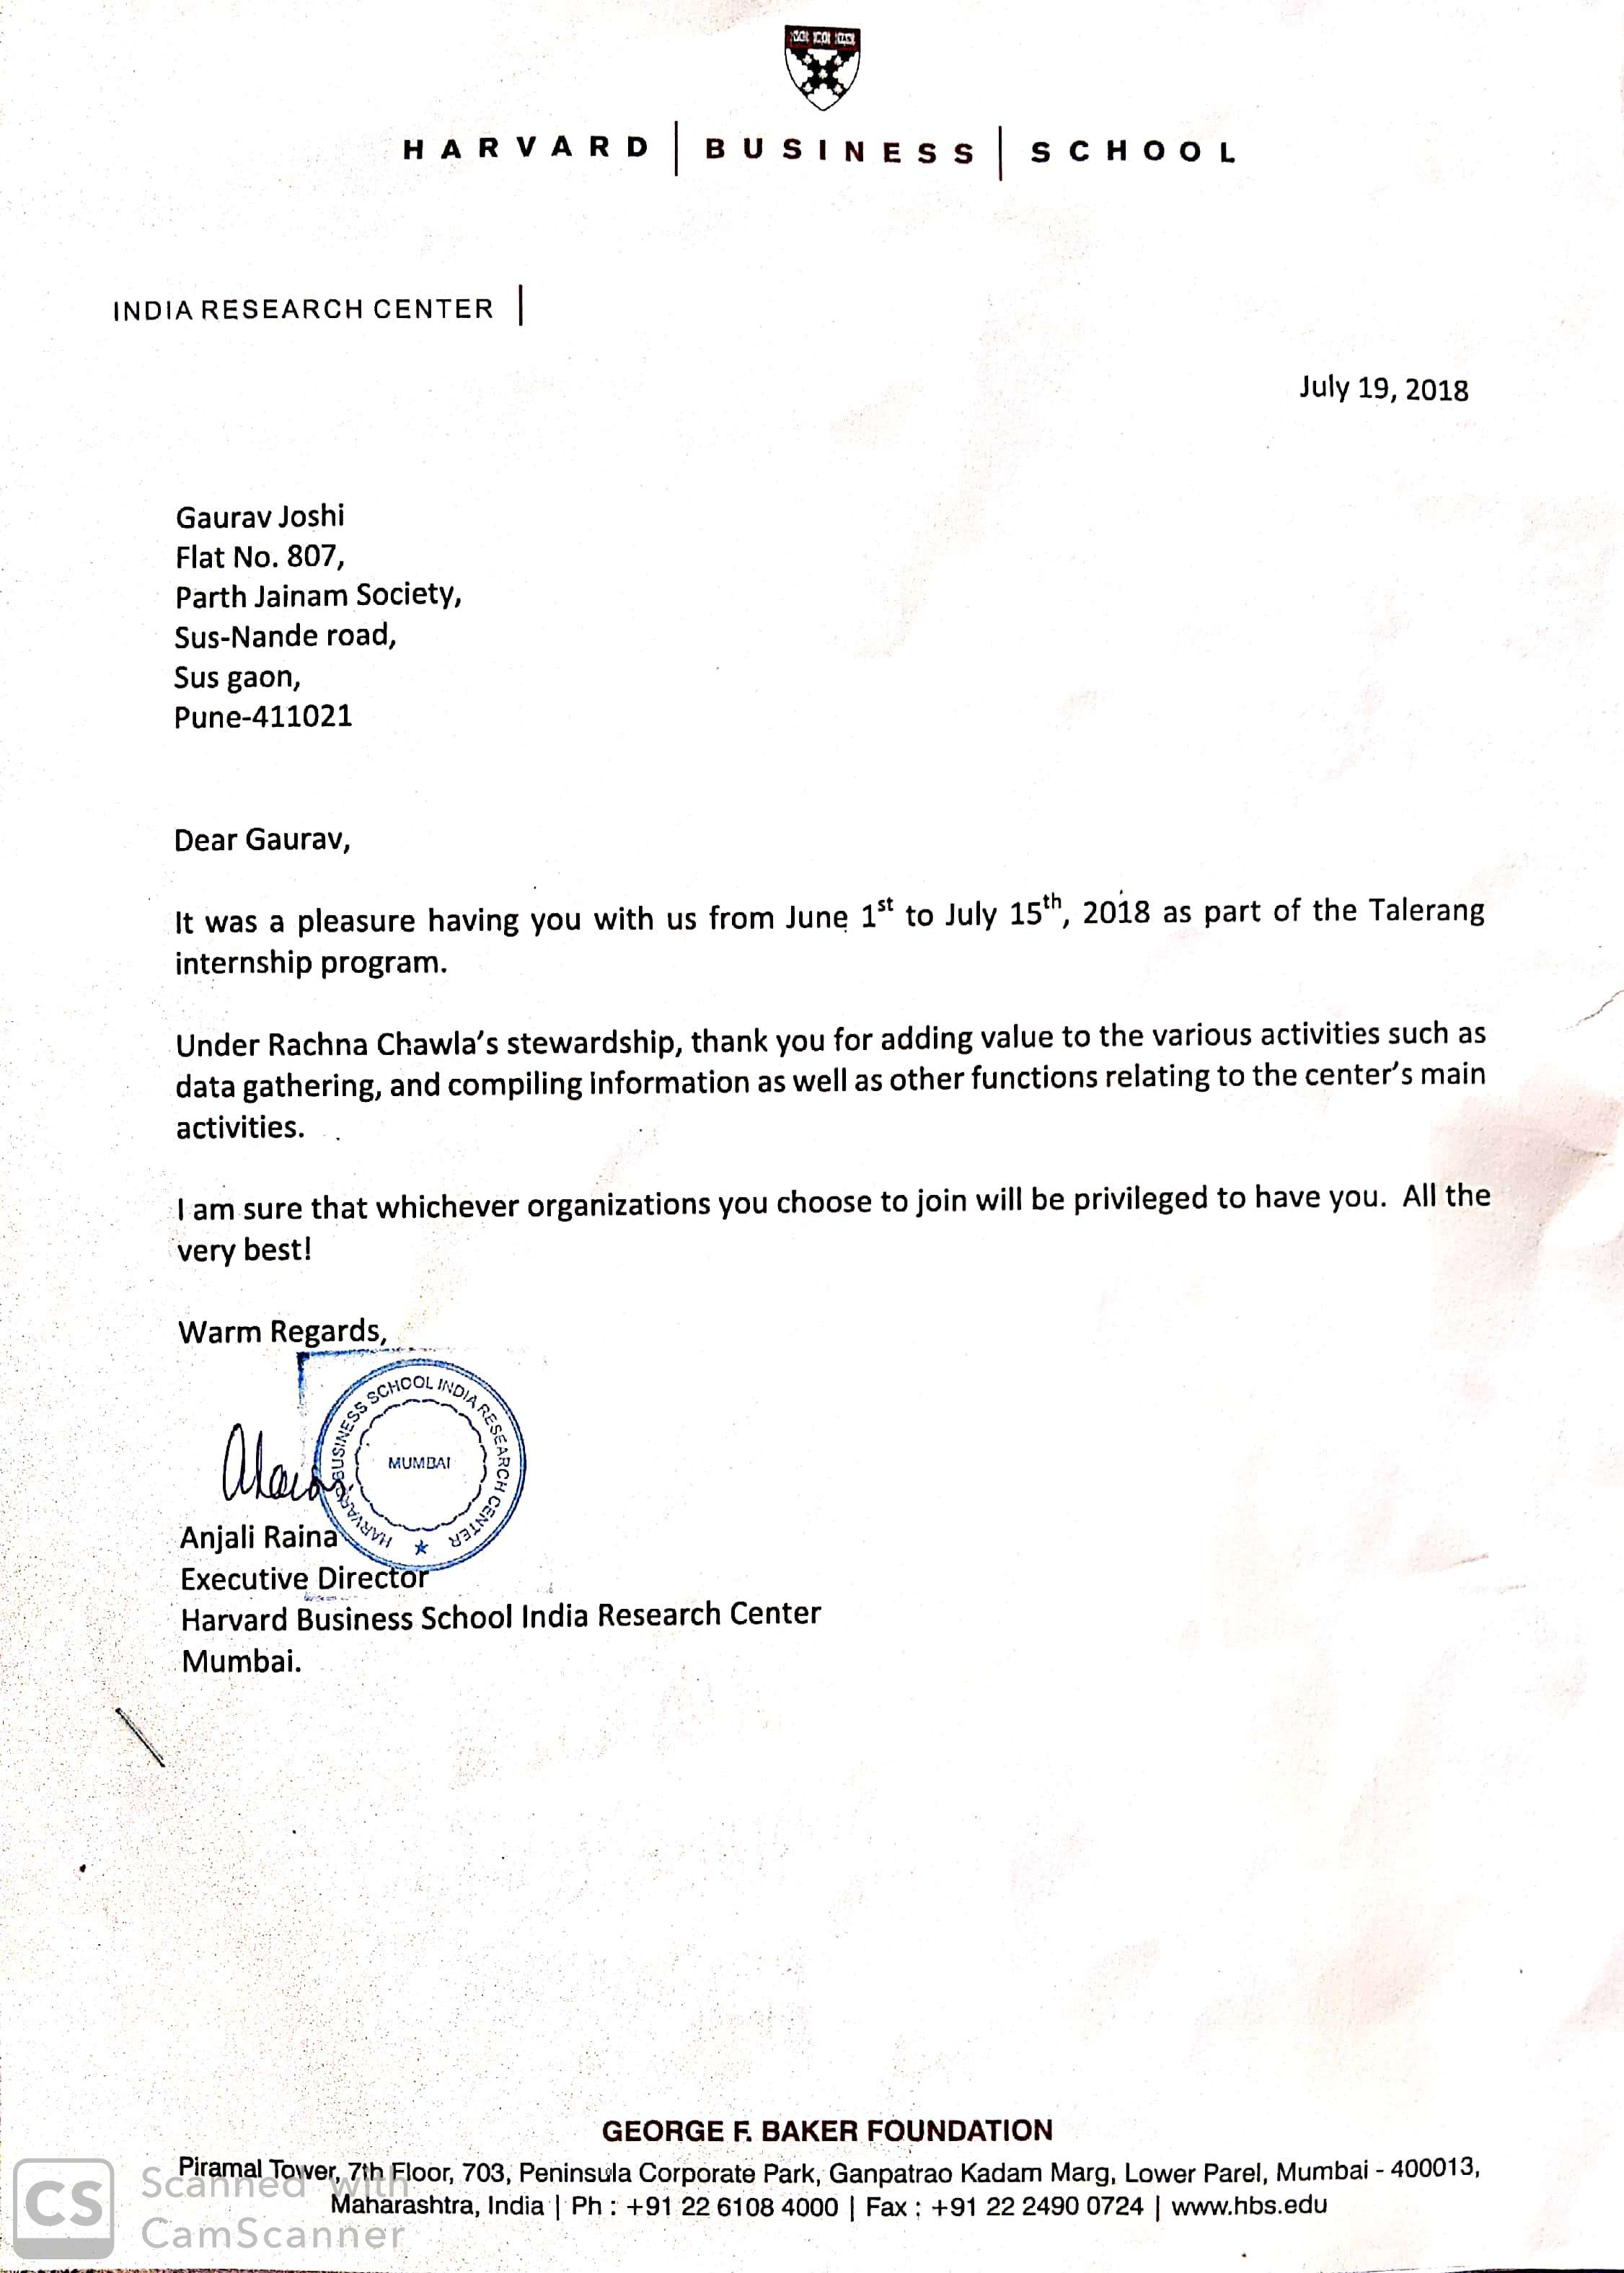 HARVARD | BUSINESS | SCHOOL
INDIA RESEARCH CENTER |
July 19, 2018
Gaurav Joshi
Flat No. 807,
Parth Jainam Society,
Sus-Nande road,
Sus gaon,
Pune-411021
Dear Gaurav,
It was a pleasure having you with us from June 1st to July 15th, 2018 as part of the Talerang
internship program.
Under Rachna Chawla's stewardship, thank you for adding value to the various activities such as
data gathering, and compiling Information as well as other functions relating to the center's main
activities.
I am sure that whichever organizations you choose to join will be privileged to have you. All the
very best!
Warm Regards,
HARVARD BUSINESS SCHOOL INDIA RESEARCH CENTER
MUMBAI
Anjali Raina
Executive Director
Harvard Business School India Research Center
Mumbai.
GEORGE F. BAKER FOUNDATION
Piramal Tower, 7th Floor, 703, Peninsula Corporate Park, Ganpatrao Kadam Marg, Lower Parel, Mumbai - 400013,
Maharashtra, India | Ph : +91 22 6108 4000 | Fax : +91 22 2490 0724 | www.hbs.edu
CS
Scanned with
CamScanner